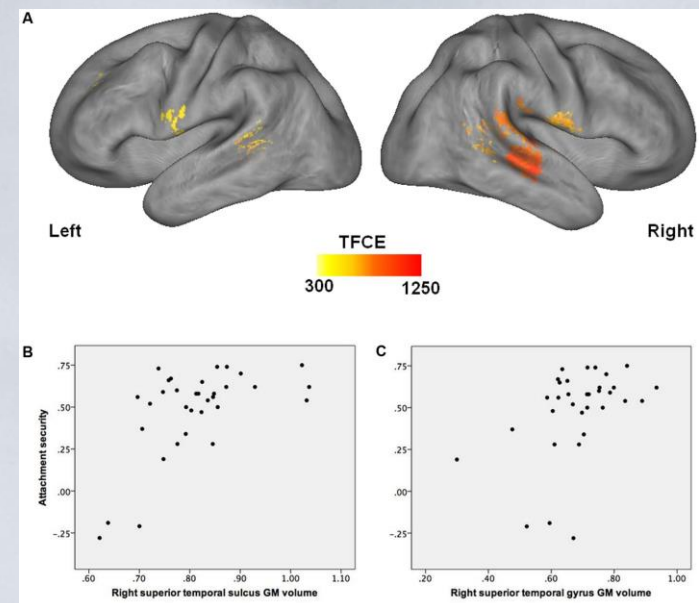 A
Left
Right
TFCE
300
1250
B
Attachment security
.75
.50
.25
.00
-.25
.60
.70
.80
.90
1.00
1.10
Right superior temporal sulcus GM volume
C
.75
.50
.25
.00
-.25
.20
.40
.60
.80
1.00
Right superior temporal gyrus GM volume